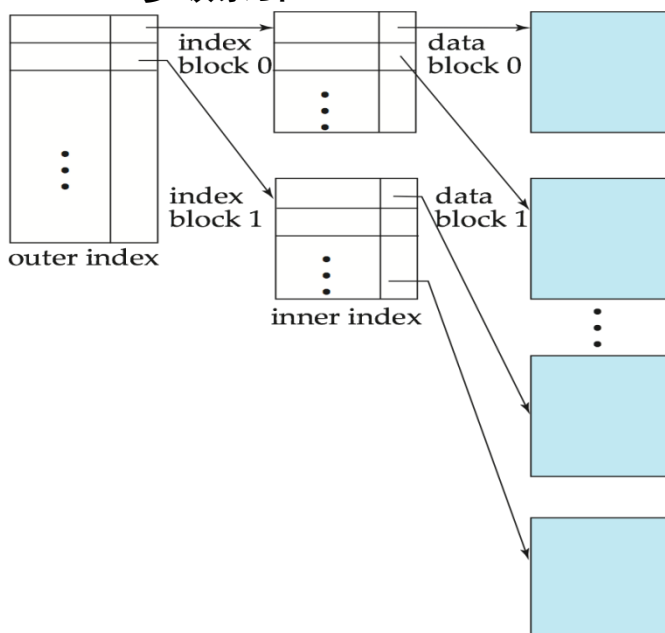 index
block 0
data
block 0
index
block 1
data
block 1
outer index
inner index